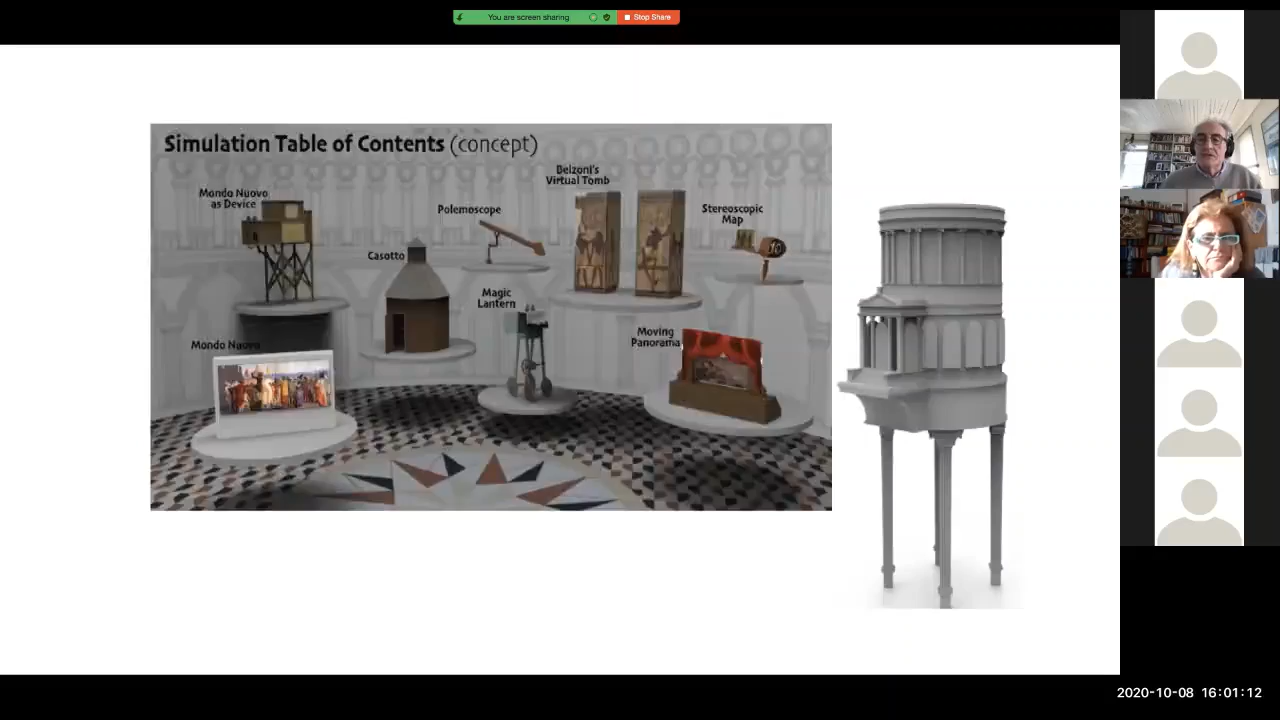 You are screen sharing
Stop Share
Simulation Table of Contents (concept)
Belzoni's
Virtual Tomb
Mondo Nuovo
as Device
Polemoscope
Stereoscopic
Map
Casotto
Magic
Lantern
Moving
Panorama
Mondo Nuovo
2020-10-08 16:01:12